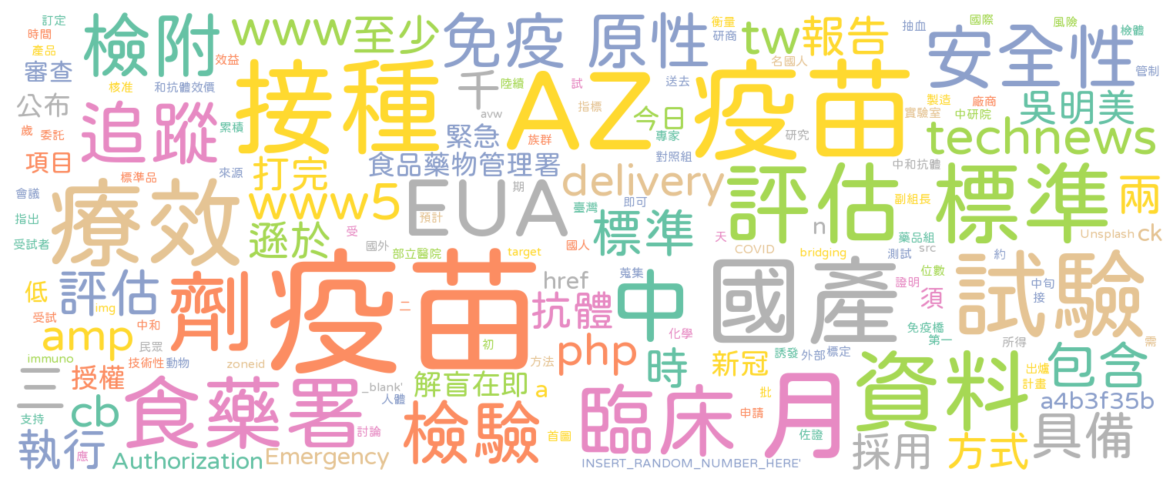 訂定
時間
產品
審查
檢附
效益
核准
和抗體效價
www
至少
免疫
原性
衡量
研商
tw
報告
名國人
抽血
國際
風險
檢體
管制
安全性
公布
歲
委託
項目
追蹤
標準品
累積
來源
接種
千
avw
陸續
試
送去
指標
緊急
族群
AZ
今日
專家
對照組
疫苗
研究
製造
實驗室
廠商
中研院
吳明美
technews
中和抗體
食品藥物管理署
打完
www5
會議
指出
受試者
療效
遜於
EUA
期
預計
受
國外
部立醫院
delivery
即可
臺灣
標準
國人
target
評估
n
天
COVID
bridging
副組長
藥品組
src
測試
標準
兩
ck
Unsplash
約
低
受試
評估
img
amp
中和
民眾
immuno
技術性
動物
zoneid
劑
疫苗
二
初
方法
href
抗體
蒐集
中
php
化學
時
新冠
誘發
外部
標定
國產
證明
位數
須
免疫橋
第一
中旬
接
所得
試驗
需
出爐
計畫
包含
三
授權
cb
支持
執行
應
Authorization
食藥署
Emergency
討論
_blank'
人體
解盲在即
a
檢驗
首圖
批
臨床
申請
月
佐證
INSERT_RANDOM_NUMBER_HERE'
資料
採用
方式
a4b3f35b
具備